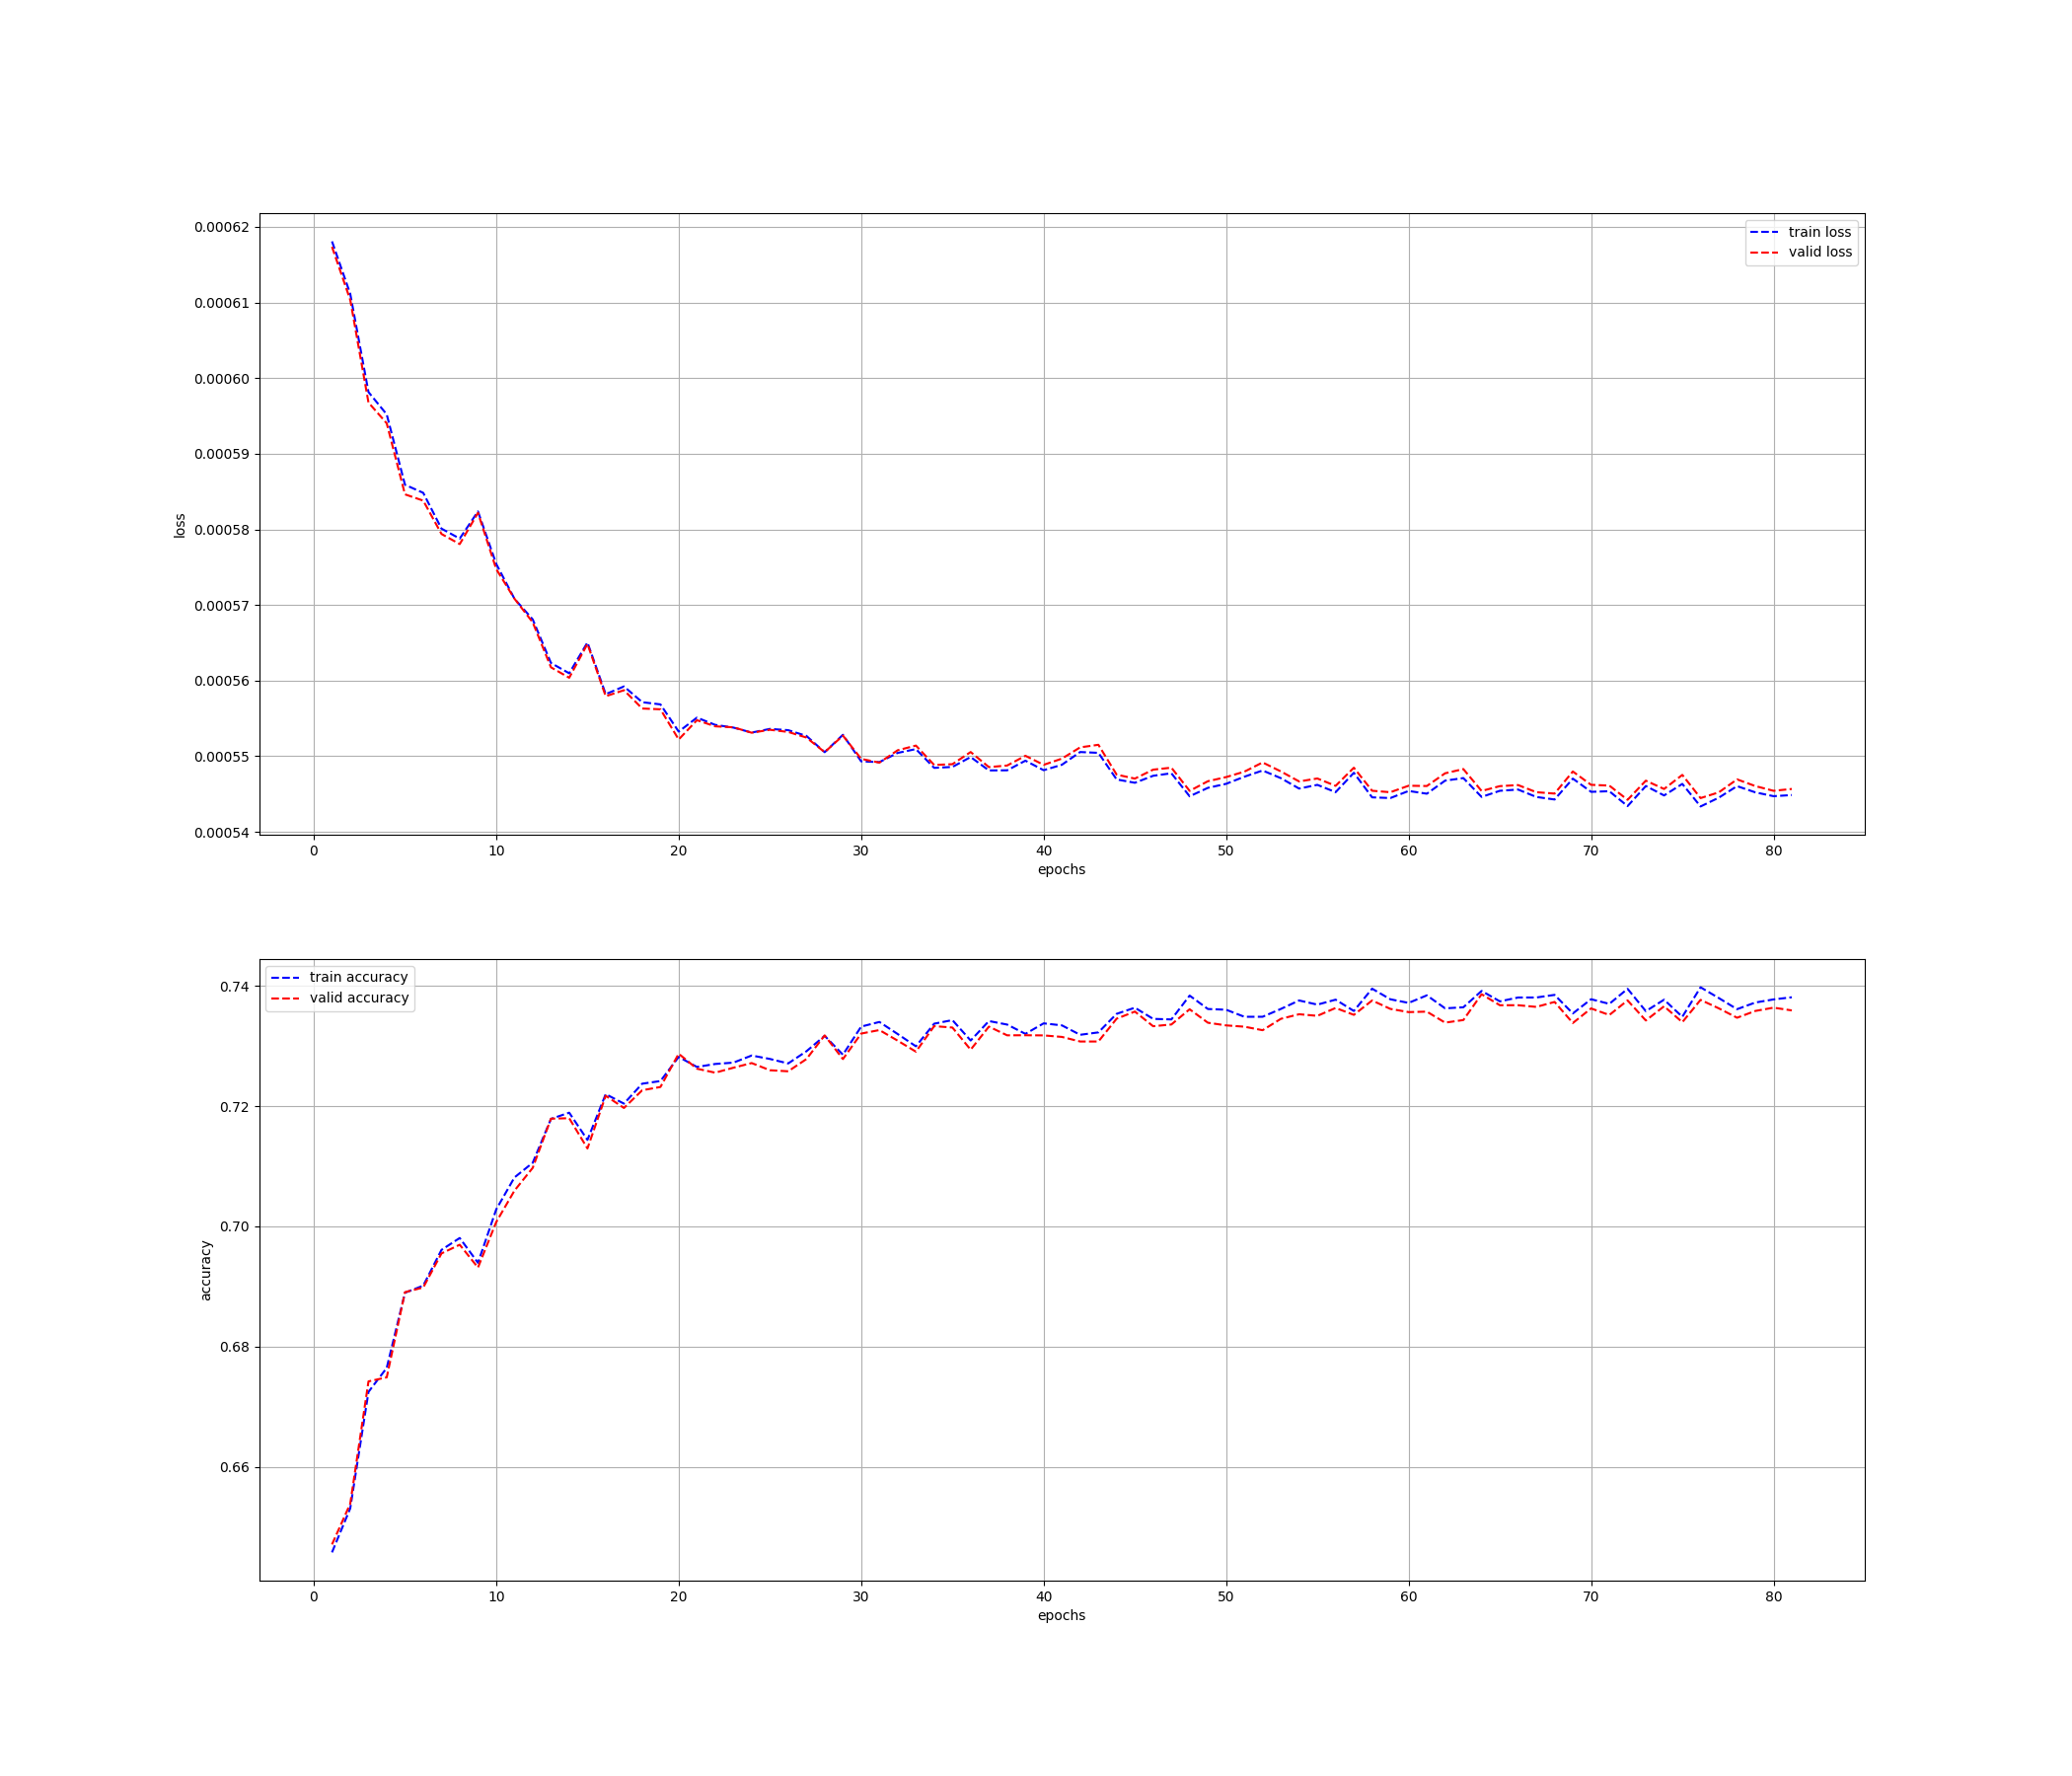 0.00062
0.00061
0.00060
0.00059
0.00058
0.00057
0.00056
0.00055
0.00054
loss
train loss
valid loss
0 10 20 30 40 50 60 70 80
epochs
train accuracy
valid accuracy
0.74
0.72
0.70
0.68
0.66
accuracy
0 10 20 30 40 50 60 70 80
epochs